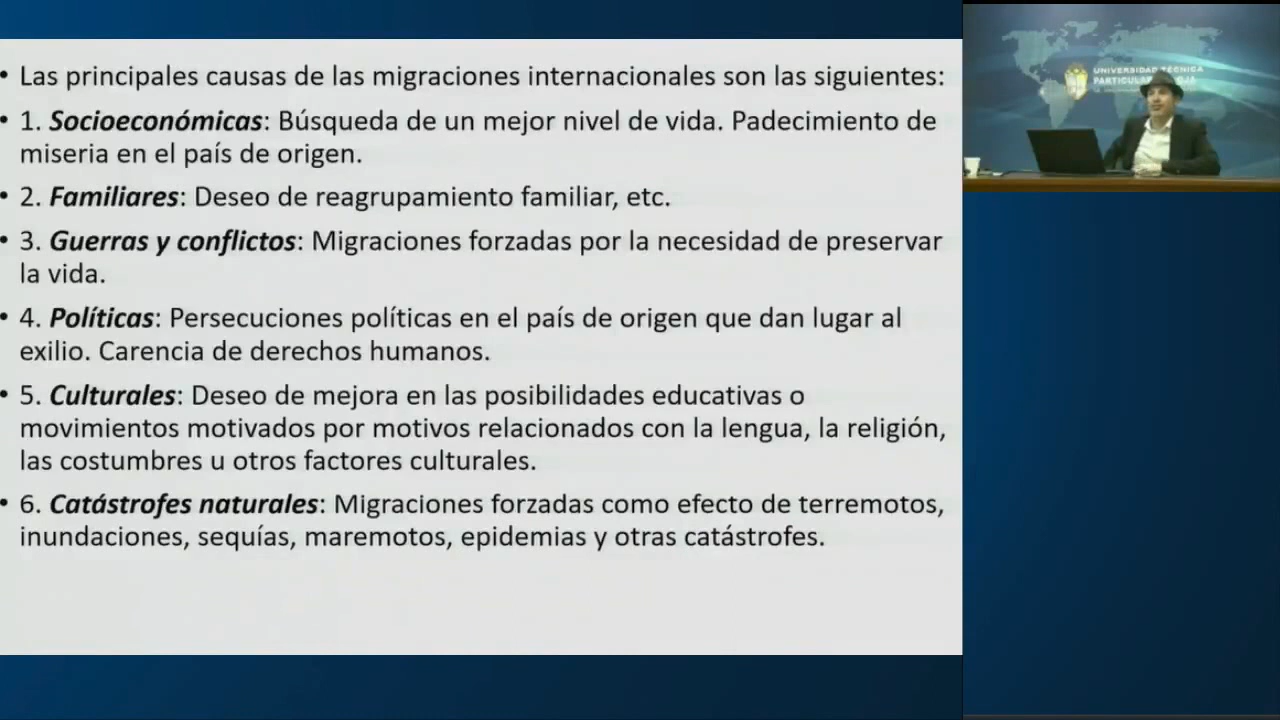 • Las principales causas de las migraciones internacionales son las siguientes:
• 1. Socioeconómicas: Búsqueda de un mejor nivel de vida. Padecimiento de
miseria en el país de origen.
• 2. Familiares: Deseo de reagrupamiento familiar, etc.
• 3. Guerras y conflictos: Migraciones forzadas por la necesidad de preservar
la vida.
• 4. Políticas: Persecuciones políticas en el país de origen que dan lugar al
exilio. Carencia de derechos humanos.
• 5. Culturales: Deseo de mejora en las posibilidades educativas o
movimientos motivados por motivos relacionados con la lengua, la religión,
las costumbres u otros factores culturales.
• 6. Catástrofes naturales: Migraciones forzadas como efecto de terremotos,
inundaciones, sequías, maremotos, epidemias y otras catástrofes.
UNIVERSIDAD TÉCNICA
PARTICULAR